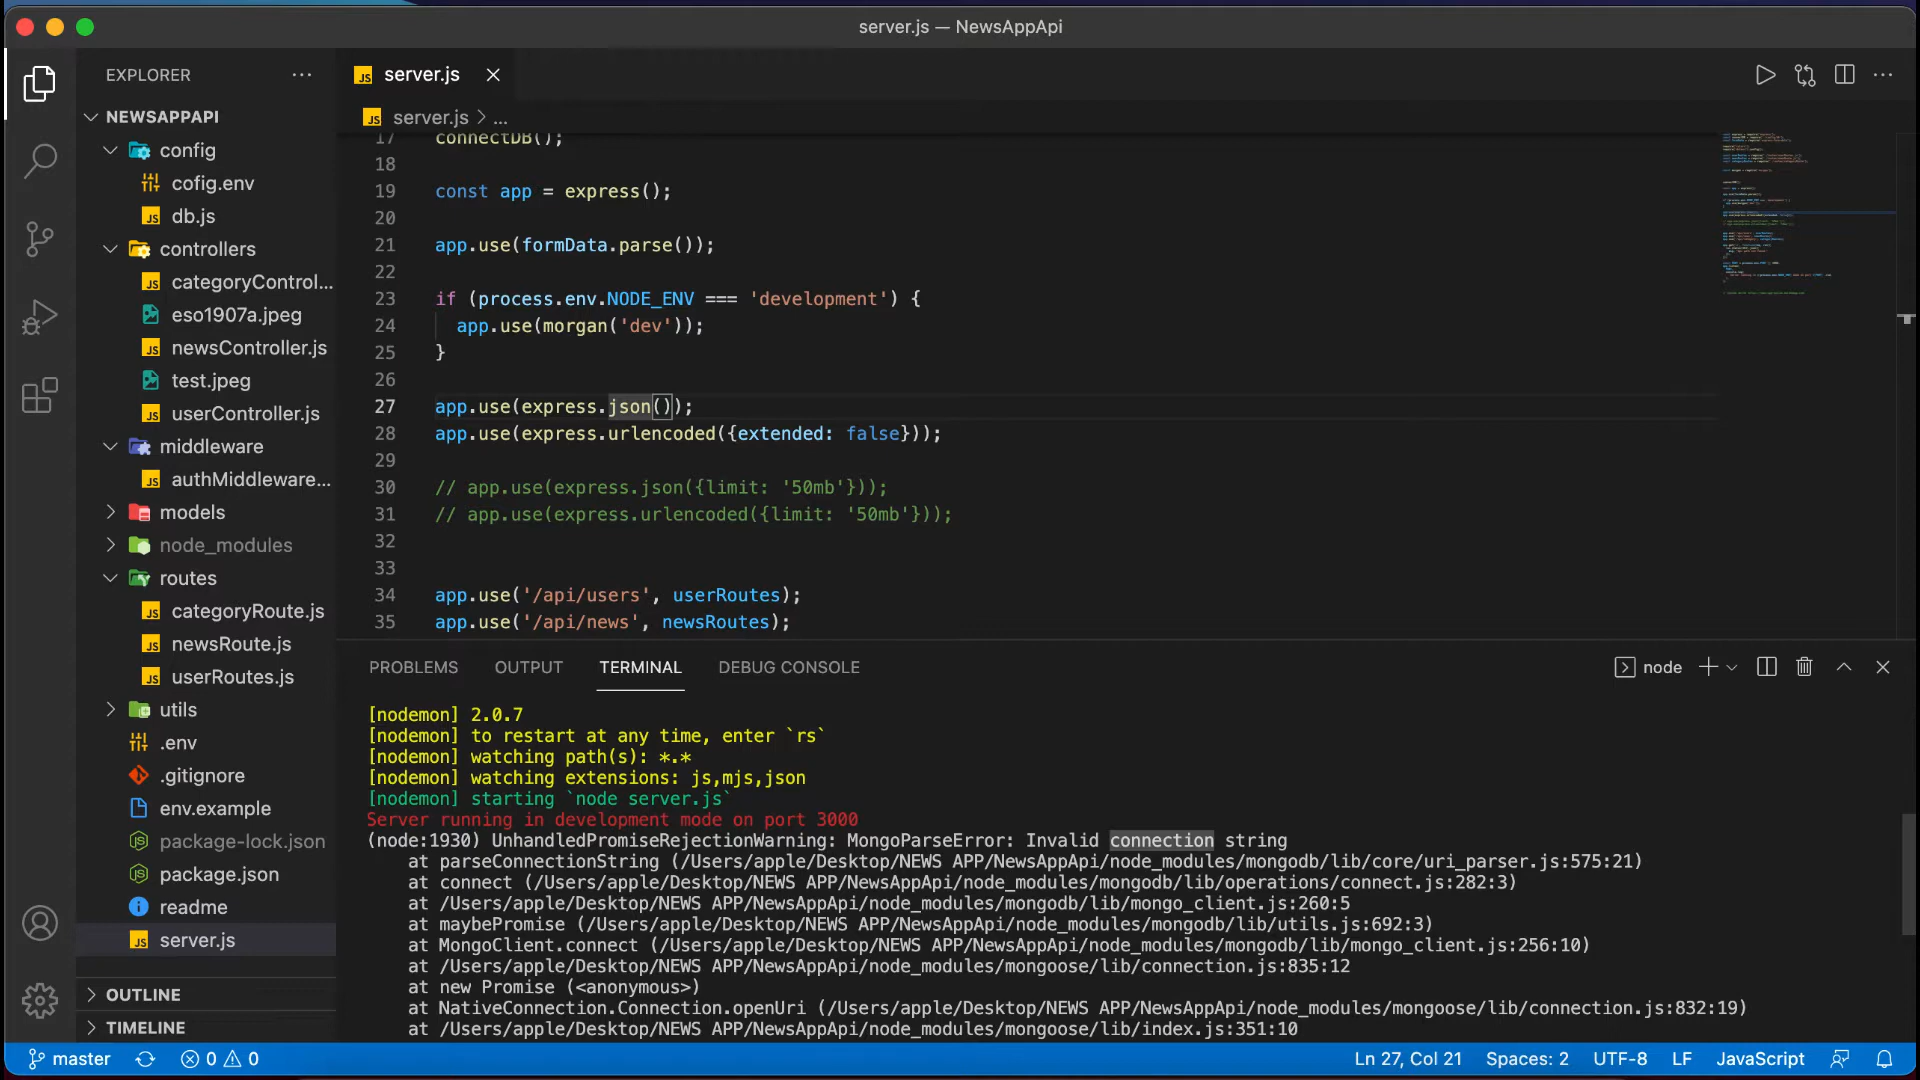 server.js — NewsAppApi
EXPLORER
NEWSAPPAPI
config
cofig.env
db.js
controllers
categoryControl...
eso1907a.jpeg
newsController.js
test.jpeg
userController.js
middleware
authMiddleware...
models
node_modules
routes
categoryRoute.js
newsRoute.js
userRoutes.js
utils
.env
.gitignore
env.example
package-lock.json
package.json
readme
server.js
OUTLINE
TIMELINE
server.js
server.js > ...
17 connectDB();
18
19 const app = express();
20
21 app.use(formData.parse());
22
23 if (process.env.NODE_ENV === 'development') {
24 app.use(morgan('dev'));
25 }
26
27 app.use(express.json());
28 app.use(express.urlencoded({extended: false}));
29
30 // app.use(express.json({limit: '50mb'}));
31 // app.use(express.urlencoded({limit: '50mb'}));
32
33
34 app.use('/api/users', userRoutes);
35 app.use('/api/news', newsRoutes);
PROBLEMS OUTPUT TERMINAL DEBUG CONSOLE node
[nodemon] 2.0.7
[nodemon] to restart at any time, enter `rs`
[nodemon] watching path(s): *.*
[nodemon] watching extensions: js,mjs,json
[nodemon] starting `node server.js`
Server running in development mode on port 3000
(node:1930) UnhandledPromiseRejectionWarning: MongoParseError: Invalid connection string
at parseConnectionString (/Users/apple/Desktop/NEWS APP/NewsAppApi/node_modules/mongodb/lib/core/uri_parser.js:575:21)
at connect (/Users/apple/Desktop/NEWS APP/NewsAppApi/node_modules/mongodb/lib/operations/connect.js:282:3)
at /Users/apple/Desktop/NEWS APP/NewsAppApi/node_modules/mongodb/lib/mongo_client.js:260:5
at maybePromise (/Users/apple/Desktop/NEWS APP/NewsAppApi/node_modules/mongodb/lib/utils.js:692:3)
at MongoClient.connect (/Users/apple/Desktop/NEWS APP/NewsAppApi/node_modules/mongodb/lib/mongo_client.js:256:10)
at /Users/apple/Desktop/NEWS APP/NewsAppApi/node_modules/mongoose/lib/connection.js:835:12
at new Promise (<anonymous>)
at NativeConnection.Connection.openUri (/Users/apple/Desktop/NEWS APP/NewsAppApi/node_modules/mongoose/lib/connection.js:832:19)
at /Users/apple/Desktop/NEWS APP/NewsAppApi/node_modules/mongoose/lib/index.js:351:10
master 0 0 Ln 27, Col 21 Spaces: 2 UTF-8 LF JavaScript